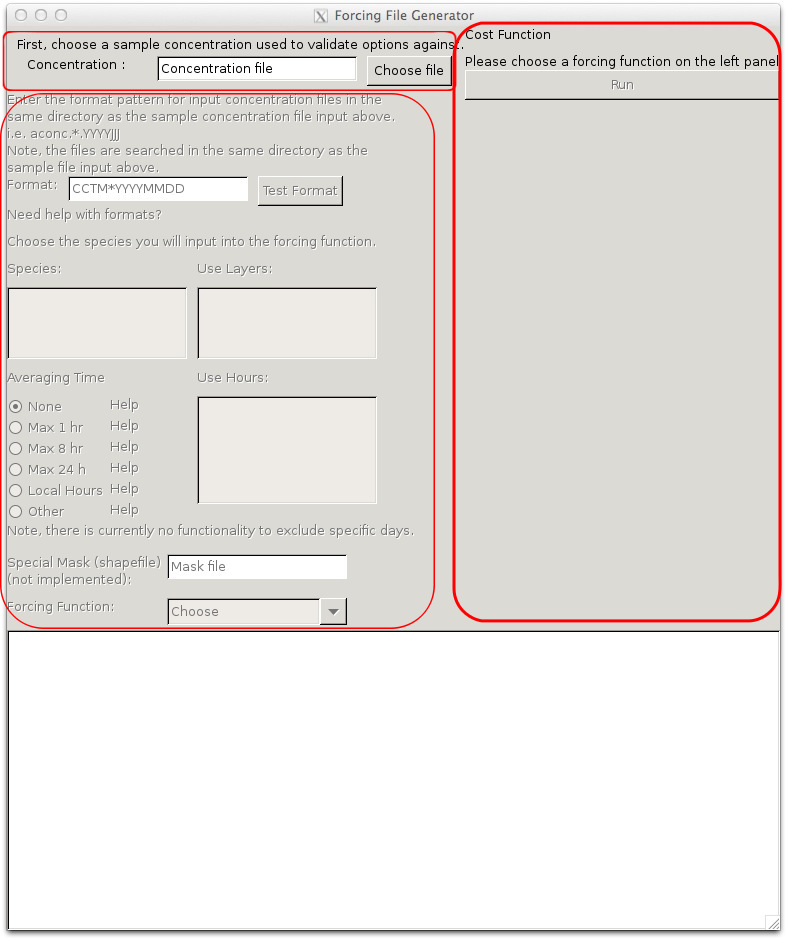 Forcing File Generator
First, choose a sample concentration used to validate options against.
Concentration :
Concentration file
Choose file
Enter the format pattern for input concentration files in the
same directory as the sample concentration file input above.
i.e. aconc.*.YYYYJJJ
Note, the files are searched in the same directory as the
sample file input above.
Format:
CCTM*YYYYMMDD
Test Format
Need help with formats?
Choose the species you will input into the forcing function.
Species:
Use Layers:
Averaging Time
Use Hours:
None
Help
Max 1 hr
Help
Max 8 hr
Help
Max 24 h
Help
Local Hours
Help
Other
Help
Note, there is currently no functionality to exclude specific days.
Special Mask (shapefile)
(not implemented):
Mask file
Forcing Function:
Choose
Cost Function
Please choose a forcing function on the left panel
Run